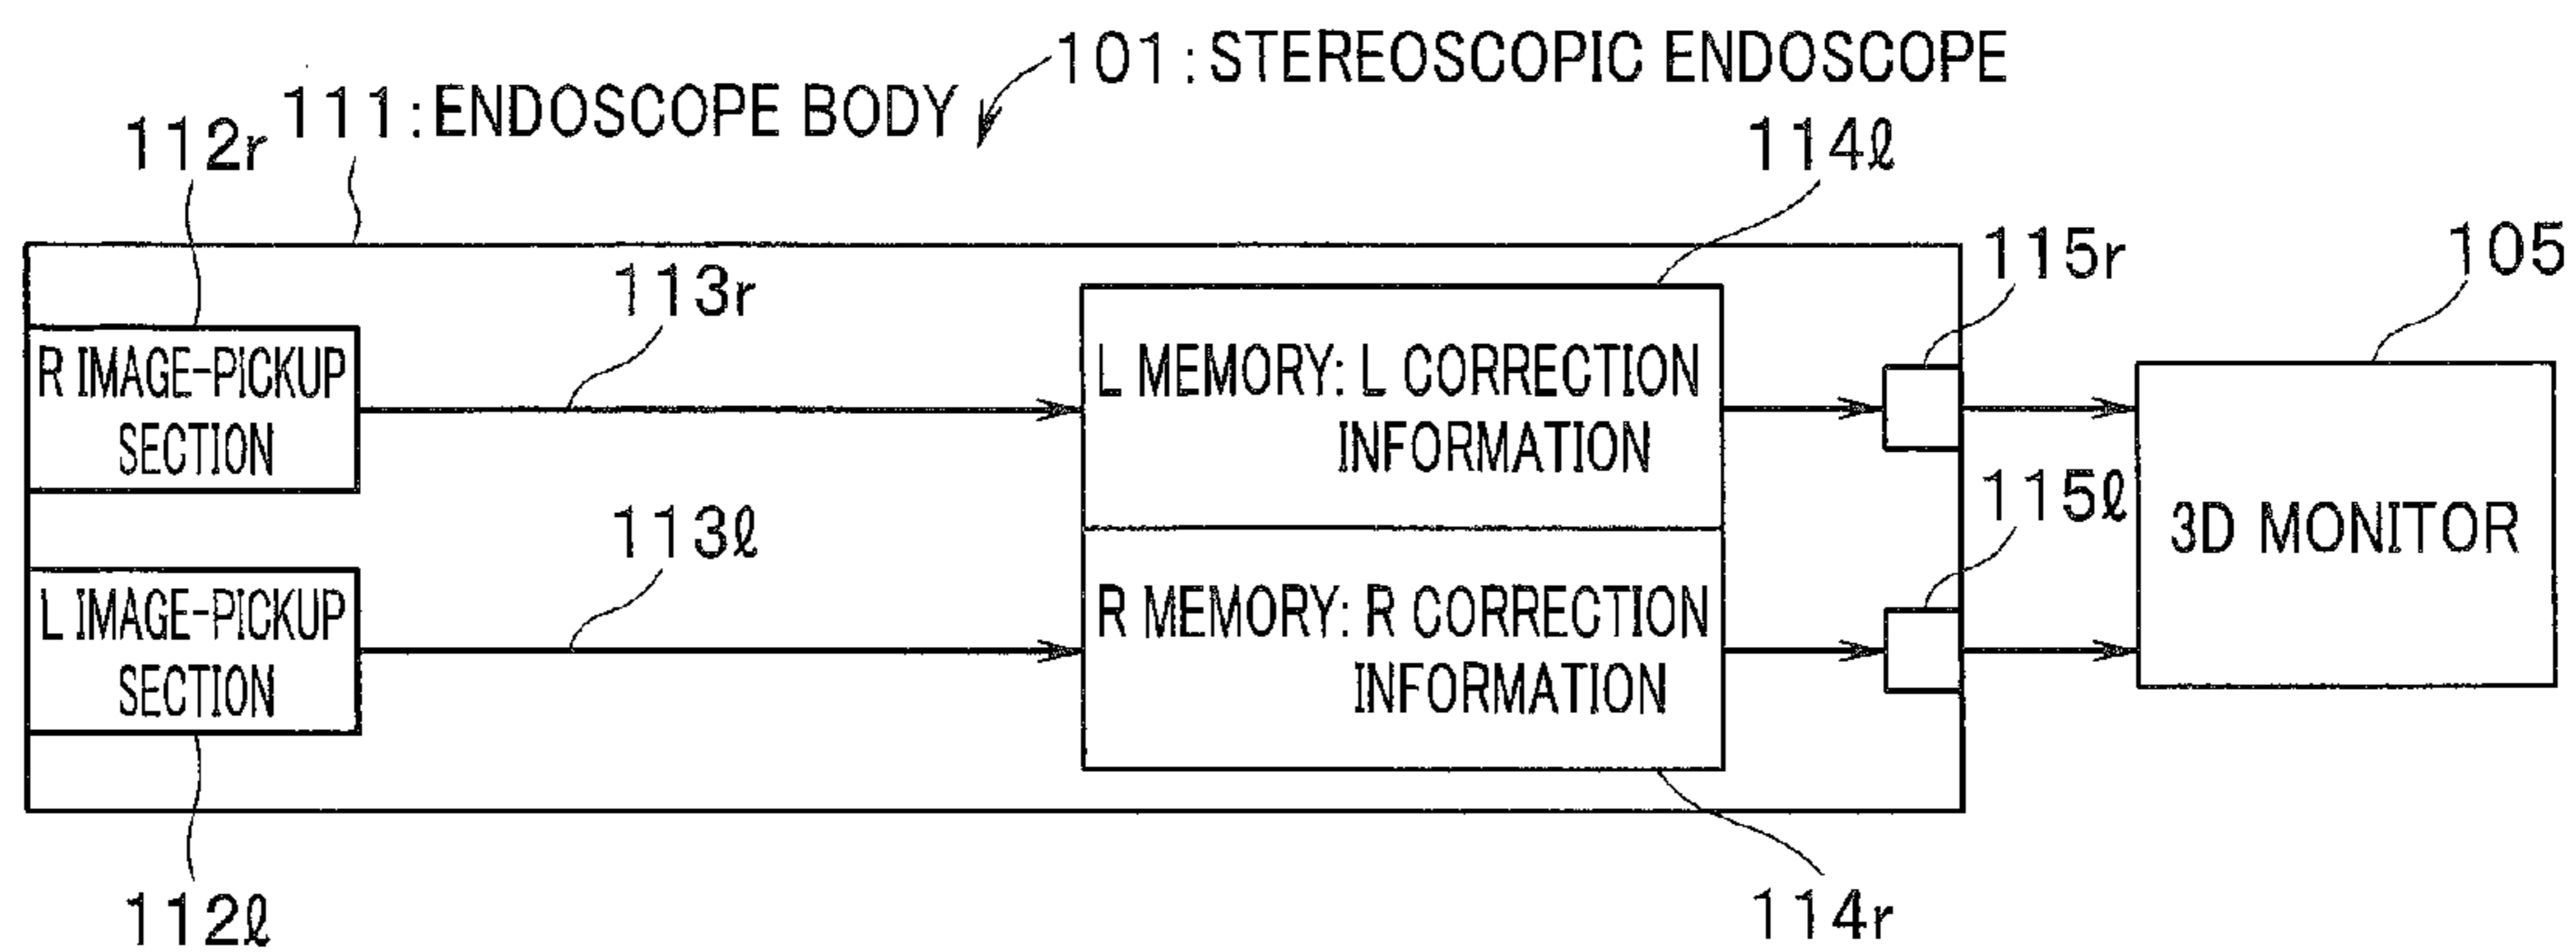 101:STEREOSCOPIC ENDOSCOPE
111:ENDOSCOPE BODY
112r
114ℓ
115r
105
113r
R IMAGE-PICKUP
SECTION
L MEMORY: L CORRECTION
INFORMATION
113ℓ
115ℓ
3D MONITOR
L IMAGE-PICKUP
SECTION
R MEMORY: R CORRECTION
INFORMATION
112ℓ
114r